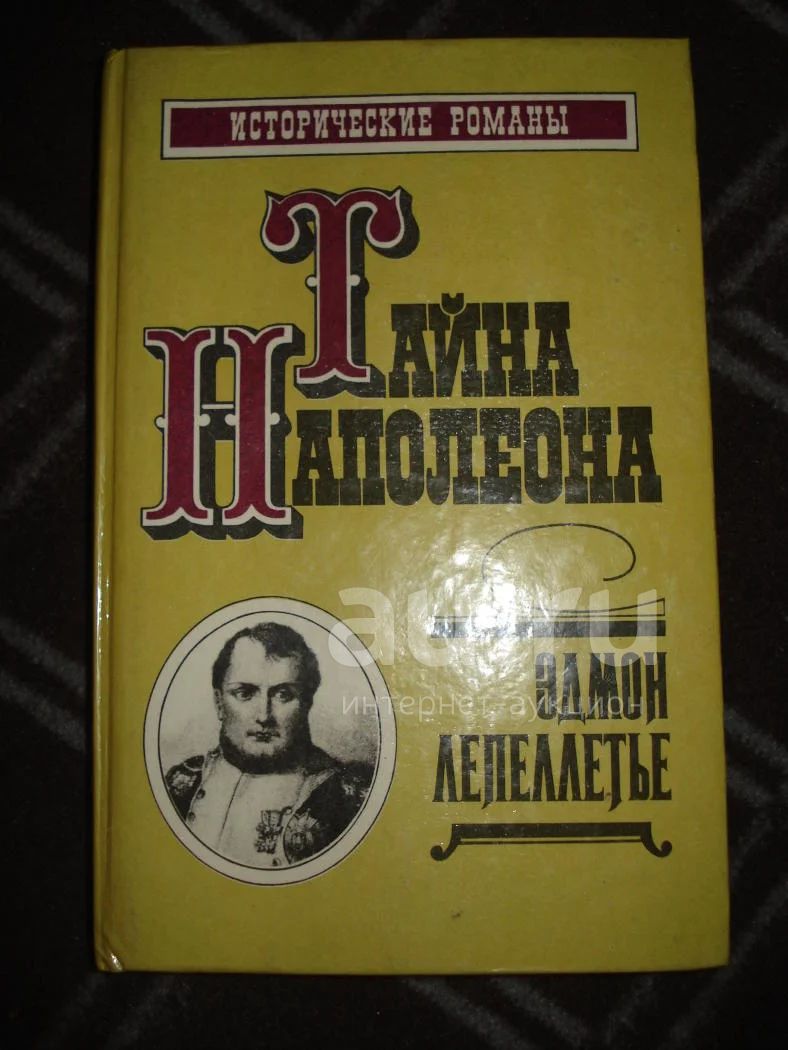 ИСТОРИЧЕСКИЕ РОМАНЫ
ТАЙНА
НАПОЛЕОНА
au.ru
интернет-аукцион
ЭДМОН
ЛЕПЕЛЛЕТЬЕ